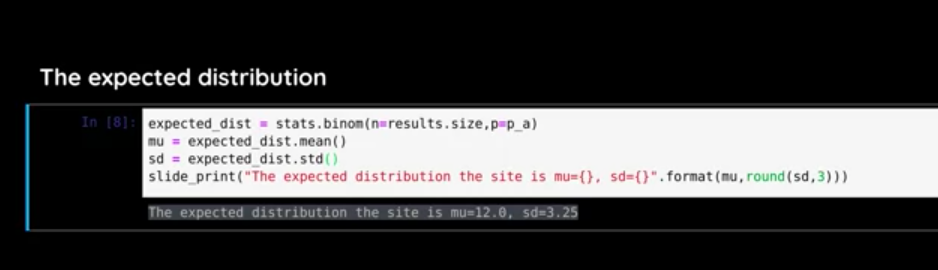 The expected distribution
In [8]: expected_dist = stats.binom(n=results.size,p=p_a)
mu = expected_dist.mean()
sd = expected_dist.std()
slide_print("The expected distribution the site is mu={}, sd={}".format(mu,round(sd,3)))
The expected distribution the site is mu=12.0, sd=3.25